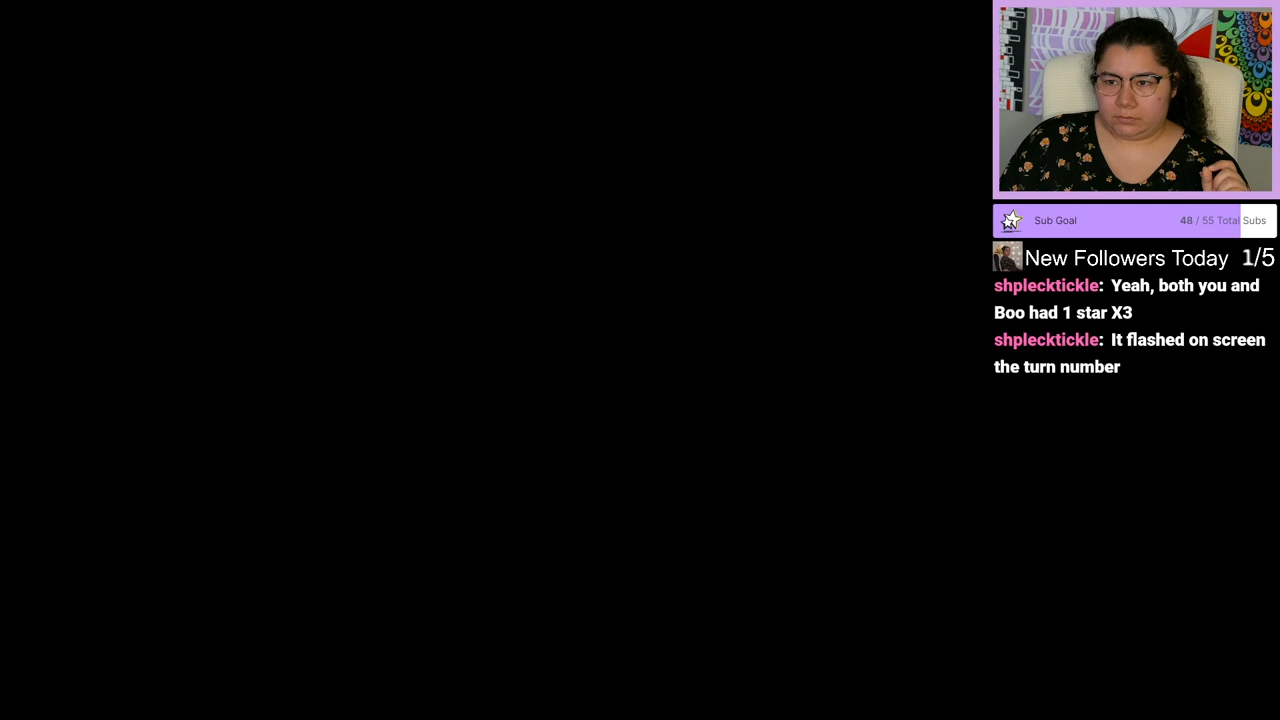 Sub Goal
48 / 55 Total Subs
New Followers Today 1/5
shplecktickle: Yeah, both you and
Boo had 1 star X3
shplecktickle: It flashed on screen
the turn number